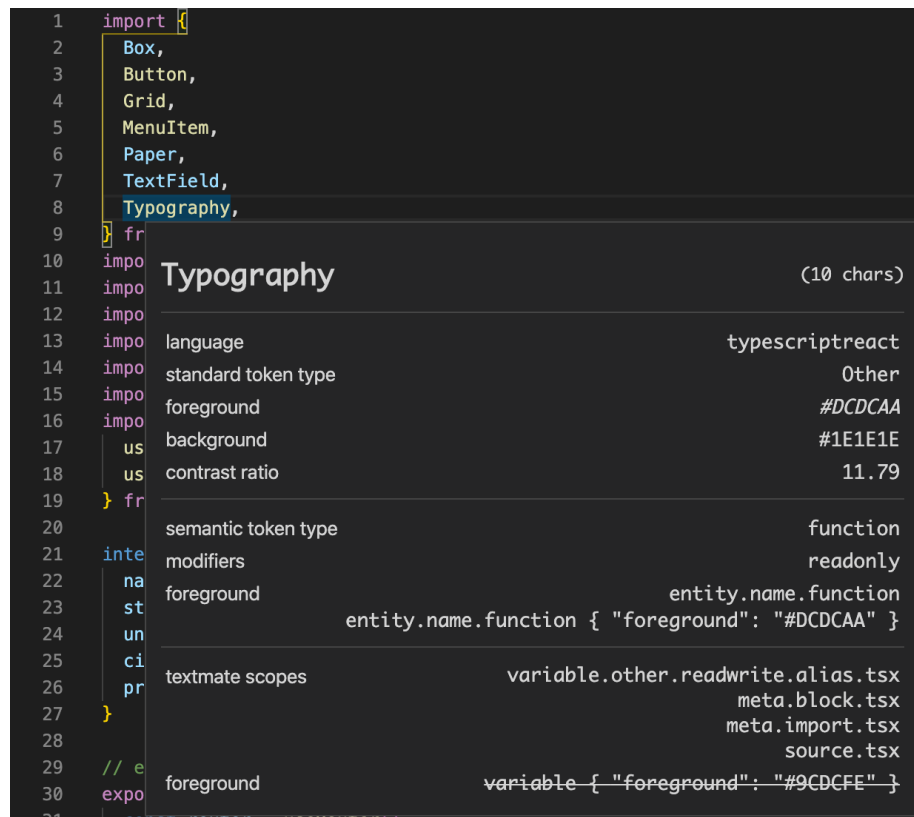 1 import {
2 Box,
3 Button,
4 Grid,
5 MenuItem,
6 Paper,
7 TextField,
8 Typography,
9 } fr
10 impo
11 impo
12 impo
13 impo
14 impo
15 impo
16 impo
17 us
18 us
19 } fr
20
21 inte
22 na
23 st
24 un
25 ci
26 pr
27 }
28
29 // e
30 expo
Typography (10 chars)
language typescriptreact
standard token type Other
foreground #DCDCAA
background #1E1E1E
contrast ratio 11.79
semantic token type function
modifiers readonly
foreground entity.name.function
entity.name.function { "foreground": "#DCDCAA" }
textmate scopes variable.other.readwrite.alias.tsx
meta.block.tsx
meta.import.tsx
source.tsx
foreground variable { "foreground": "#9CDCFE" }